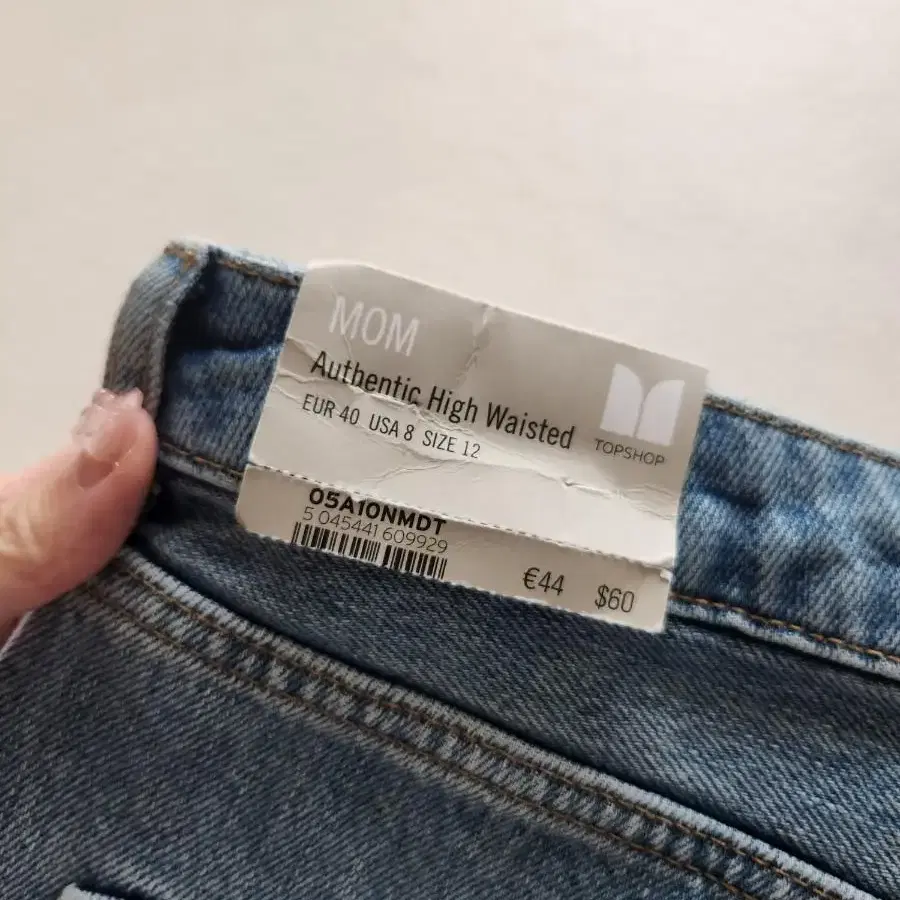 MOM
Authentic High Waisted
EUR 40 USA 8 SIZE 12
TOPSHOP
05A10NMDT
5 045441 609929
€44 $60